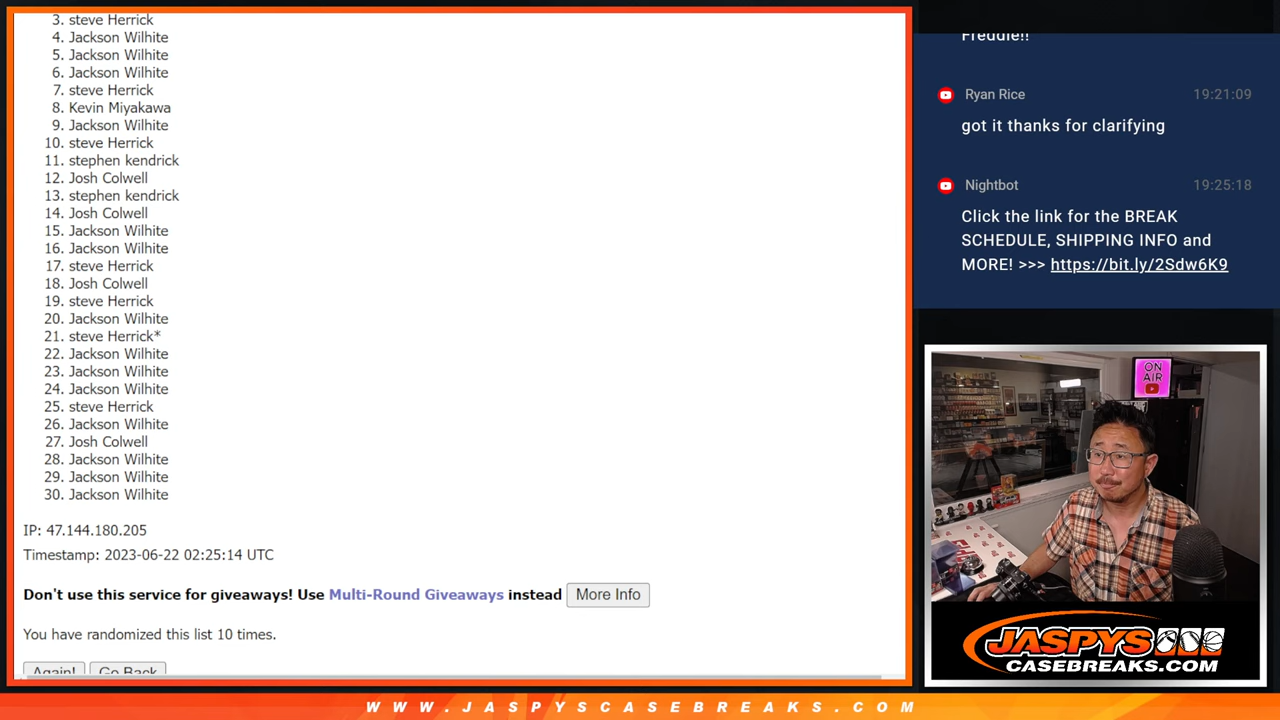 3. steve Herrick
4. Jackson Wilhite
5. Jackson Wilhite
6. Jackson Wilhite
7. steve Herrick
8. Kevin Miyakawa
9. Jackson Wilhite
10. steve Herrick
11. stephen kendrick
12. Josh Colwell
13. stephen kendrick
14. Josh Colwell
15. Jackson Wilhite
16. Jackson Wilhite
17. steve Herrick
18. Josh Colwell
19. steve Herrick
20. Jackson Wilhite
21. steve Herrick*
22. Jackson Wilhite
23. Jackson Wilhite
24. Jackson Wilhite
25. steve Herrick
26. Jackson Wilhite
27. Josh Colwell
28. Jackson Wilhite
29. Jackson Wilhite
30. Jackson Wilhite
IP: 47.144.180.205
Timestamp: 2023-06-22 02:25:14 UTC
Don't use this service for giveaways! Use Multi-Round Giveaways instead More Info
You have randomized this list 10 times.
Again! Go Back
Freddie!!
Ryan Rice 19:21:09
got it thanks for clarifying
Nightbot 19:25:18
Click the link for the BREAK
SCHEDULE, SHIPPING INFO and
MORE! >>> https://bit.ly/2Sdw6K9
ON
AIR
JASPYS
CASEBREAKS.COM
WWW.JASPYSCASEBREAKS.COM